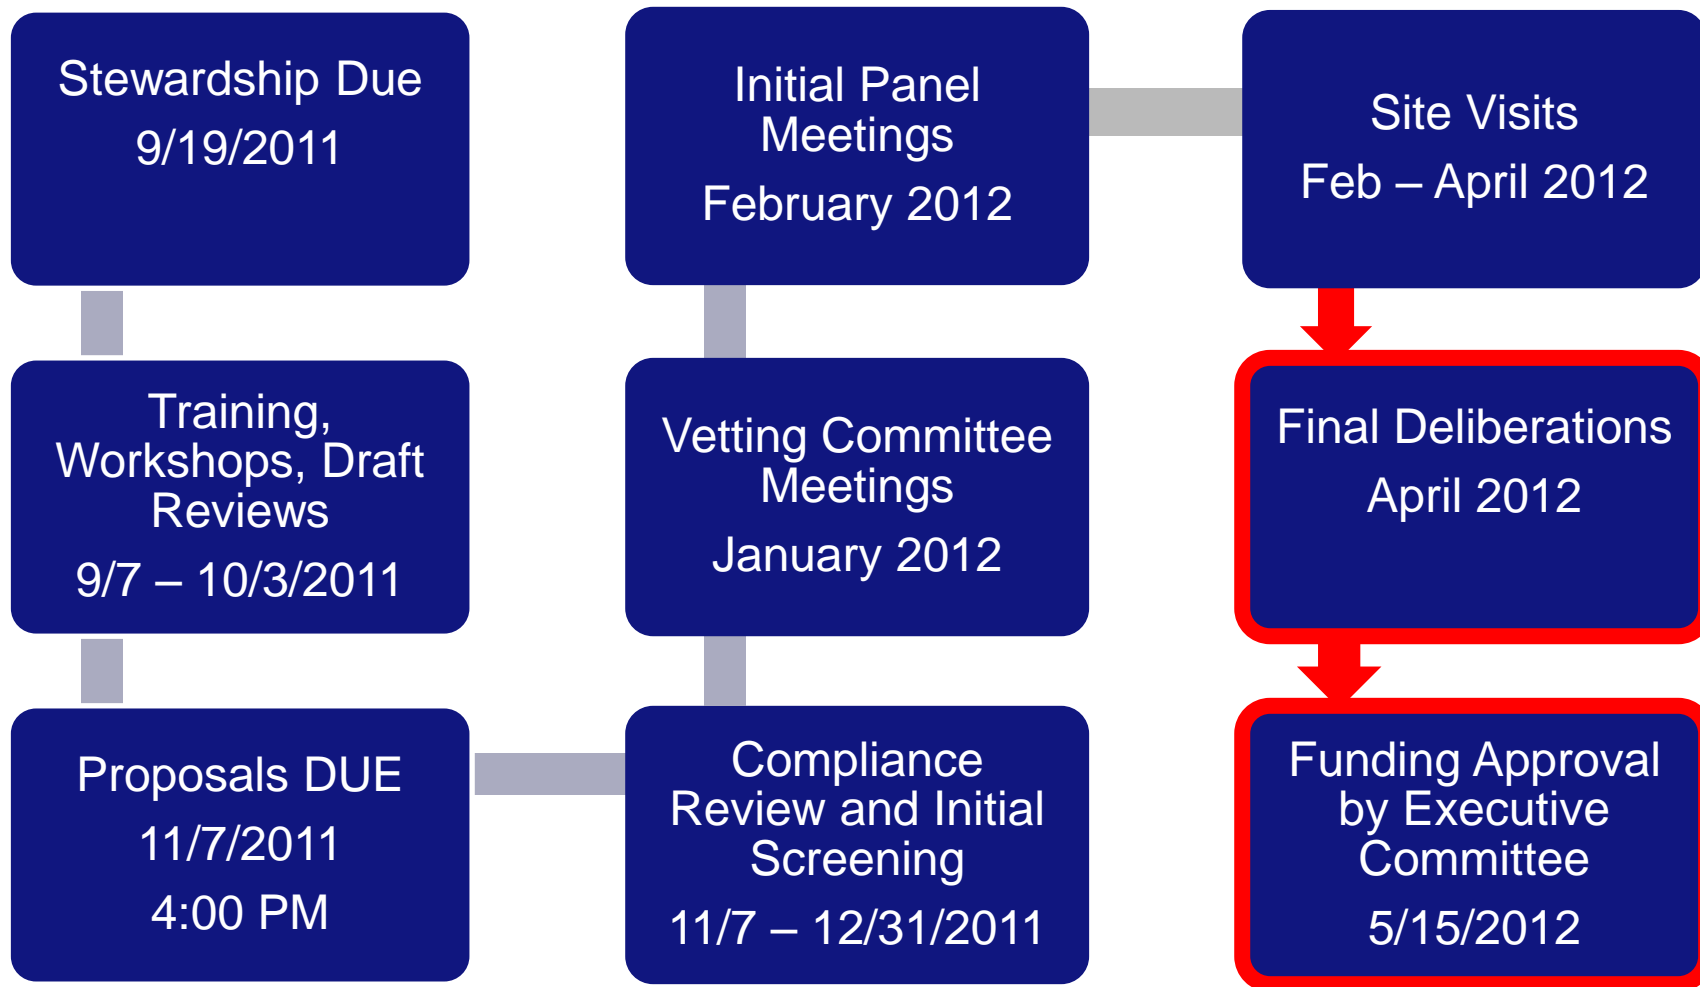 Stewardship Due
9/19/2011
Training,
Workshops, Draft
Reviews
9/7 – 10/3/2011
Proposals DUE
11/7/2011
4:00 PM
Compliance
Review and Initial
Screening
11/7 – 12/31/2011
Vetting Committee
Meetings
January 2012
Initial Panel
Meetings
February 2012
Site Visits
Feb – April 2012
Final Deliberations
April 2012
Funding Approval
by Executive
Committee
5/15/2012